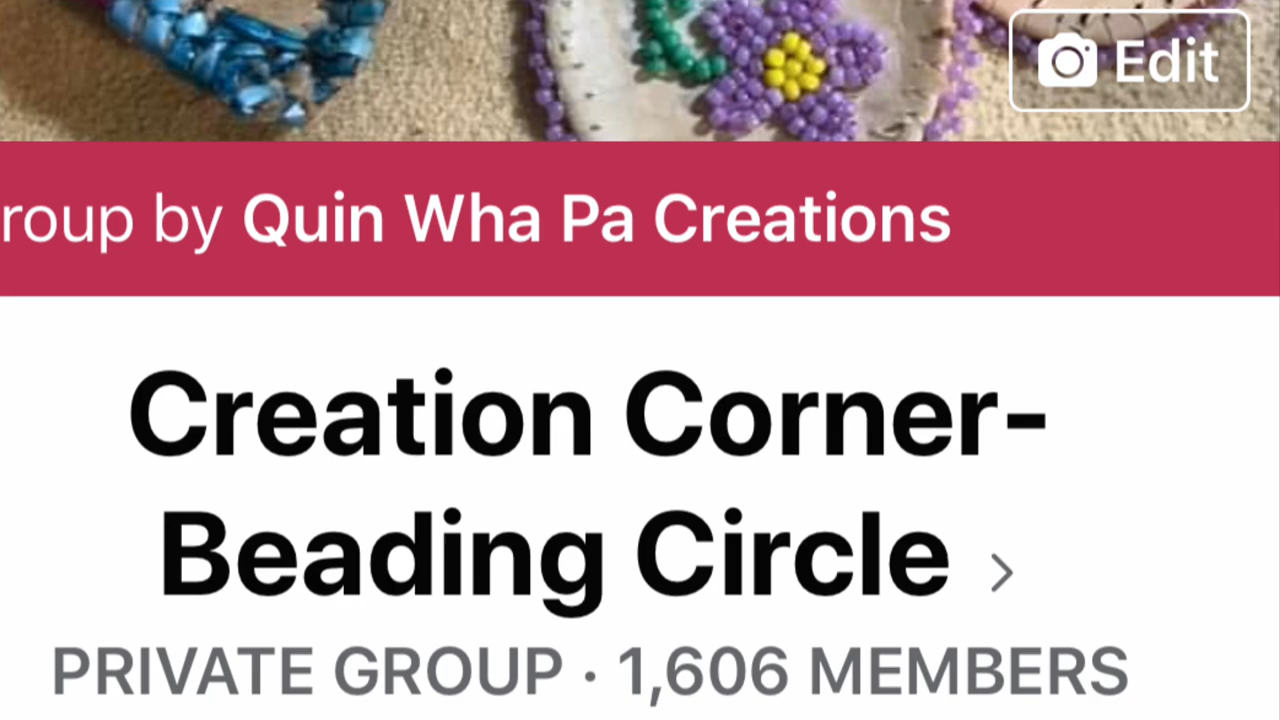 Edit
roup by Quin Wha Pa Creations
Creation Corner-
Beading Circle
PRIVATE GROUP · 1,606 MEMBERS